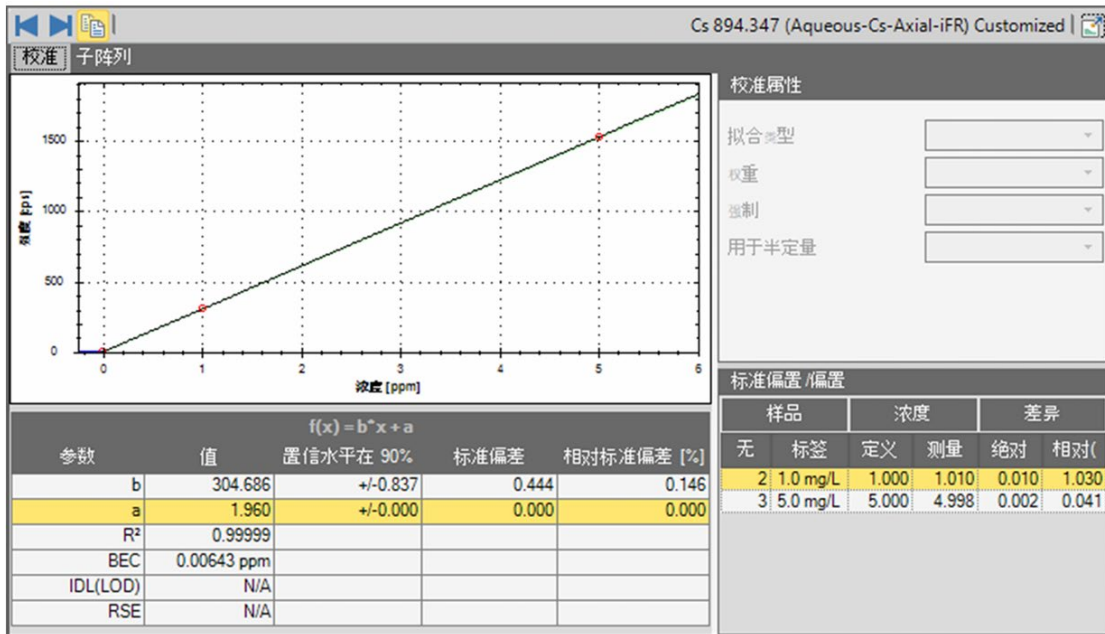 Cs 894.347 (Aqueous-Cs-Axial-iFR) Customized
校准 子阵列
强度 [cps]
1500
1000
500
0
0 1 2 3 4 5 6
浓度 [ppm]
校准属性
拟合类型
权重
强制
用于半定量
f(x) = b*x + a
参数 值 置信水平在 90% 标准偏差 相对标准偏差 [%]
b 304.686 +/-0.837 0.444 0.146
a 1.960 +/-0.000 0.000 0.000
R² 0.99999
BEC 0.00643 ppm
IDL(LOD) N/A
RSE N/A
标准偏置 /偏置
样品 浓度 差异
无 标签 定义 测量 绝对 相对(
2 1.0 mg/L 1.000 1.010 0.010 1.030
3 5.0 mg/L 5.000 4.998 0.002 0.041